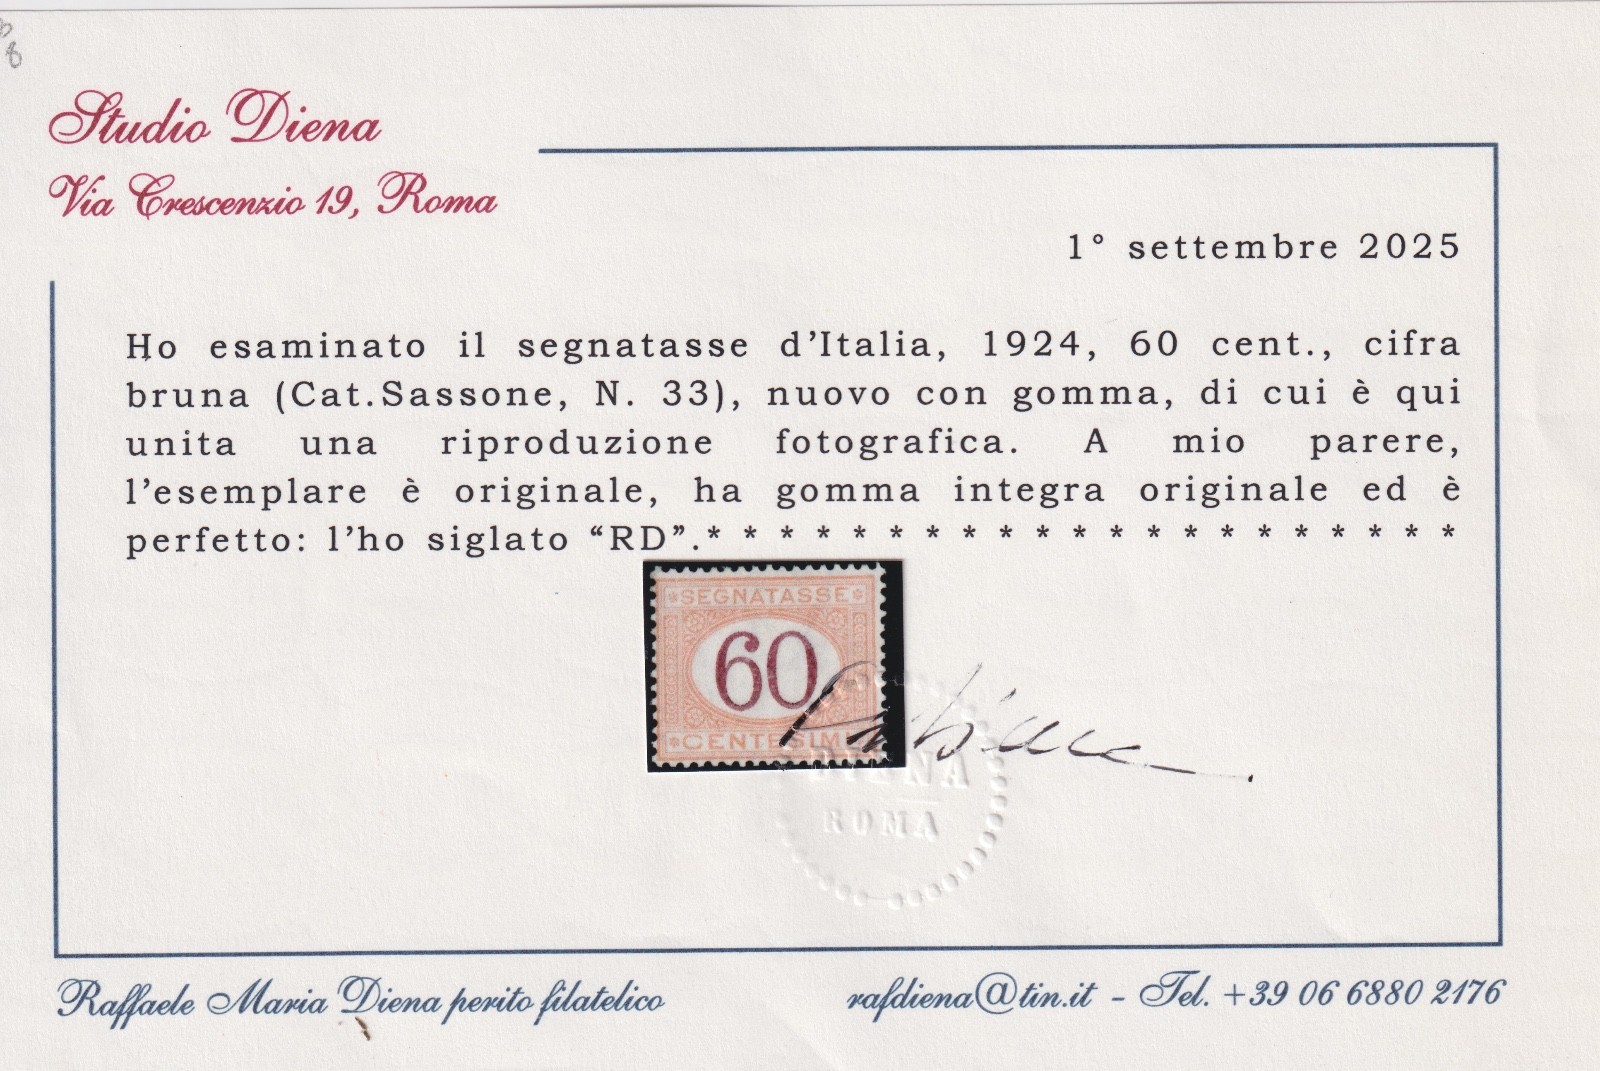 Studio Diena
Via Crescenzio 19, Roma
1° settembre 2025
Ho esaminato il segnatasse d'Italia, 1924, 60 cent., cifra
bruna (Cat.Sassone, N. 33), nuovo con gomma, di cui è qui
unita una riproduzione fotografica. A mio parere,
l'esemplare è originale, ha gomma integra originale ed è
perfetto: l'ho siglato “RD”.* * * * * * * * * * * * * * * * * * * * *
SEGNATASSE
60
CENTESIMI
DIENA
ROMA
Raffaele Maria Diena perito filatelico
rafdiena@tin.it - Tel. +39 06 6880 2176